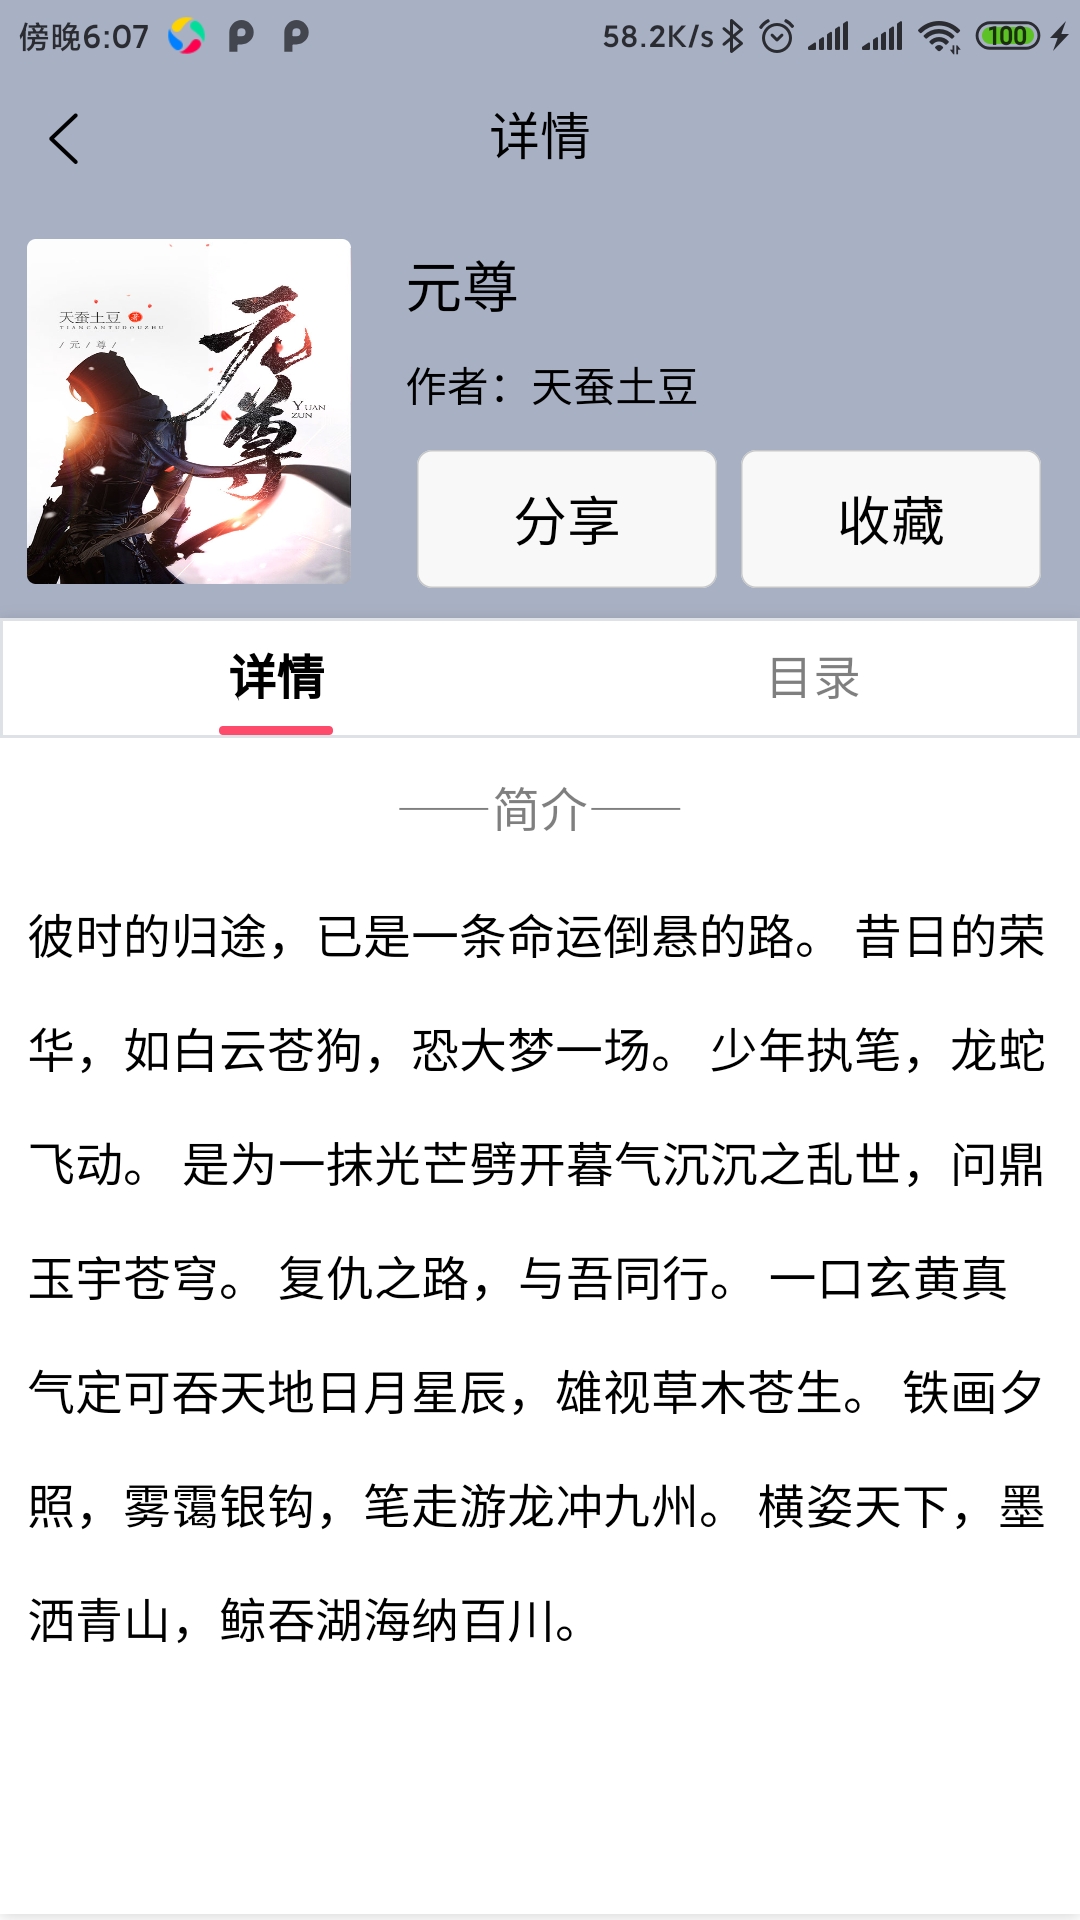 傍晚6:07 58.2K/s 100
详情
元尊
作者：天蚕土豆
分享 收藏
天蚕土豆 著
TIANCANTUDOUZHU
/ 元 / 尊 /
元尊
YUAN
ZUN
详情 目录
简介
彼时的归途，已是一条命运倒悬的路。 昔日的荣
华，如白云苍狗，恐大梦一场。 少年执笔，龙蛇
飞动。 是为一抹光芒劈开暮气沉沉之乱世，问鼎
玉宇苍穹。 复仇之路，与吾同行。 一口玄黄真
气定可吞天地日月星辰，雄视草木苍生。 铁画夕
照，雾霭银钩，笔走游龙冲九州。 横姿天下，墨
洒青山，鲸吞湖海纳百川。